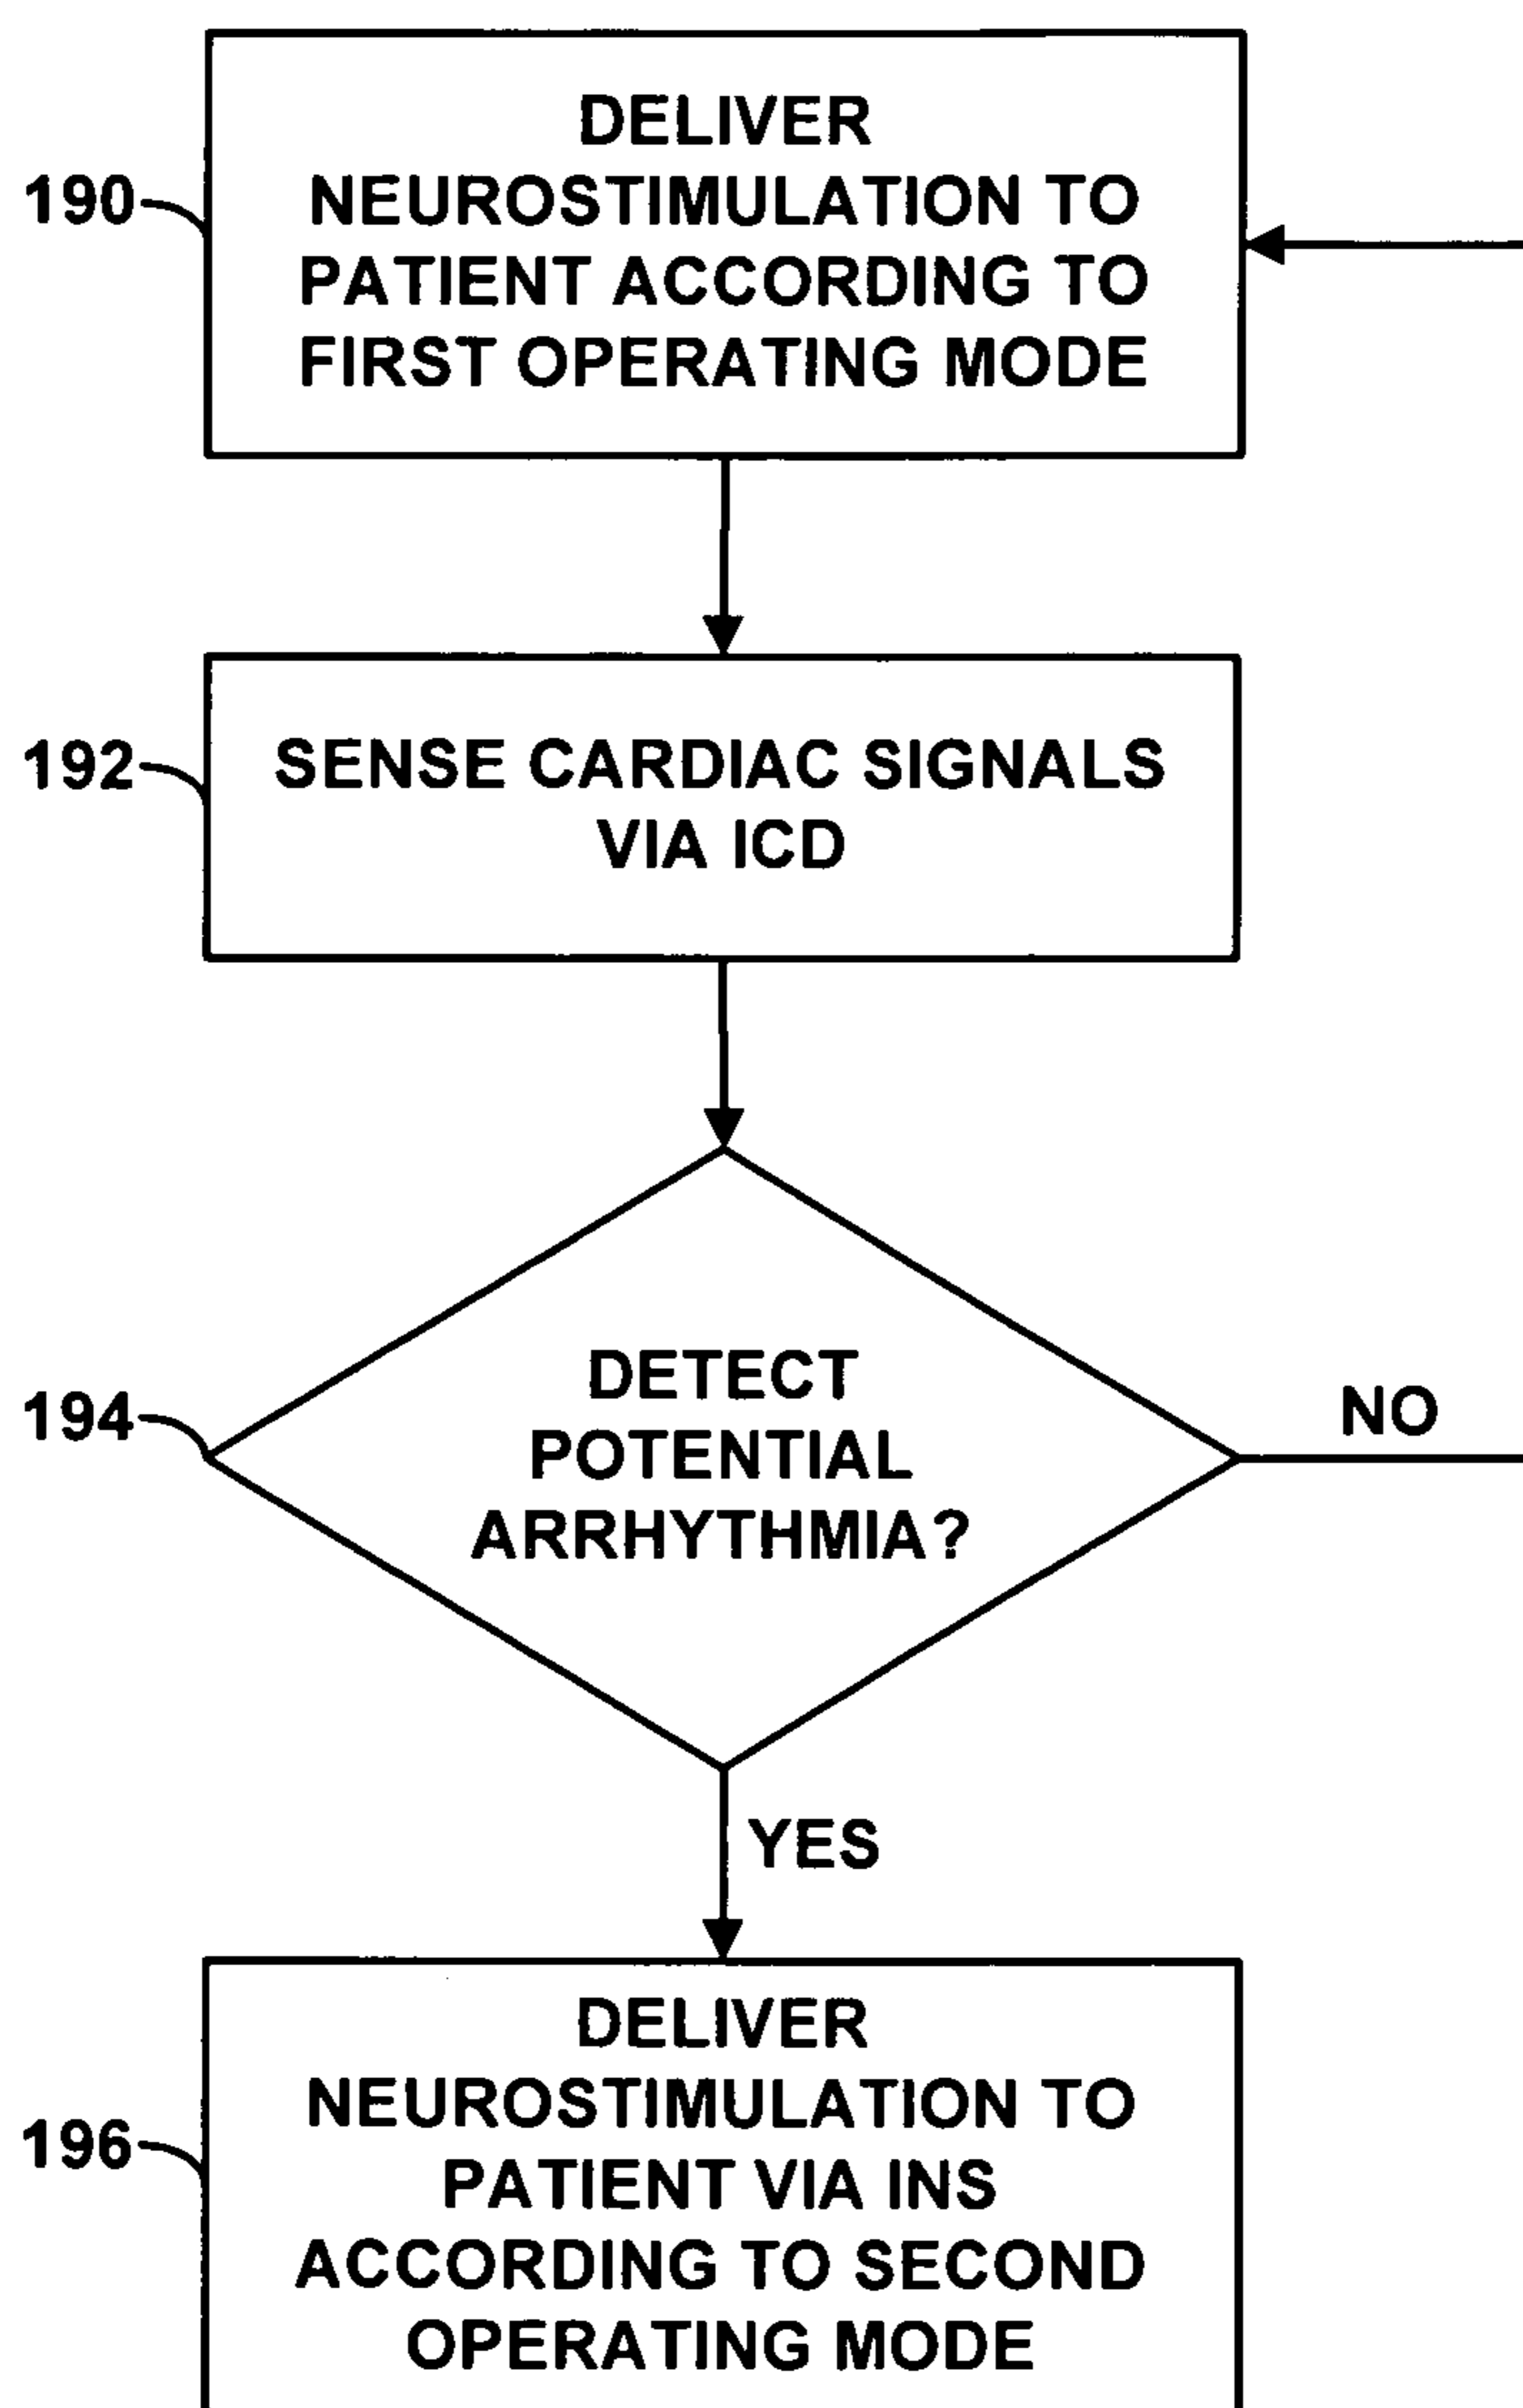 DELIVER
NEUROSTIMULATION TO
PATIENT ACCORDING TO
FIRST OPERATING MODE
190
SENSE CARDIAC SIGNALS
VIA ICD
192
DETECT
POTENTIAL
ARRHYTHMIA?
194
NO
YES
DELIVER
NEUROSTIMULATION TO
PATIENT VIA INS
ACCORDING TO SECOND
OPERATING MODE
196